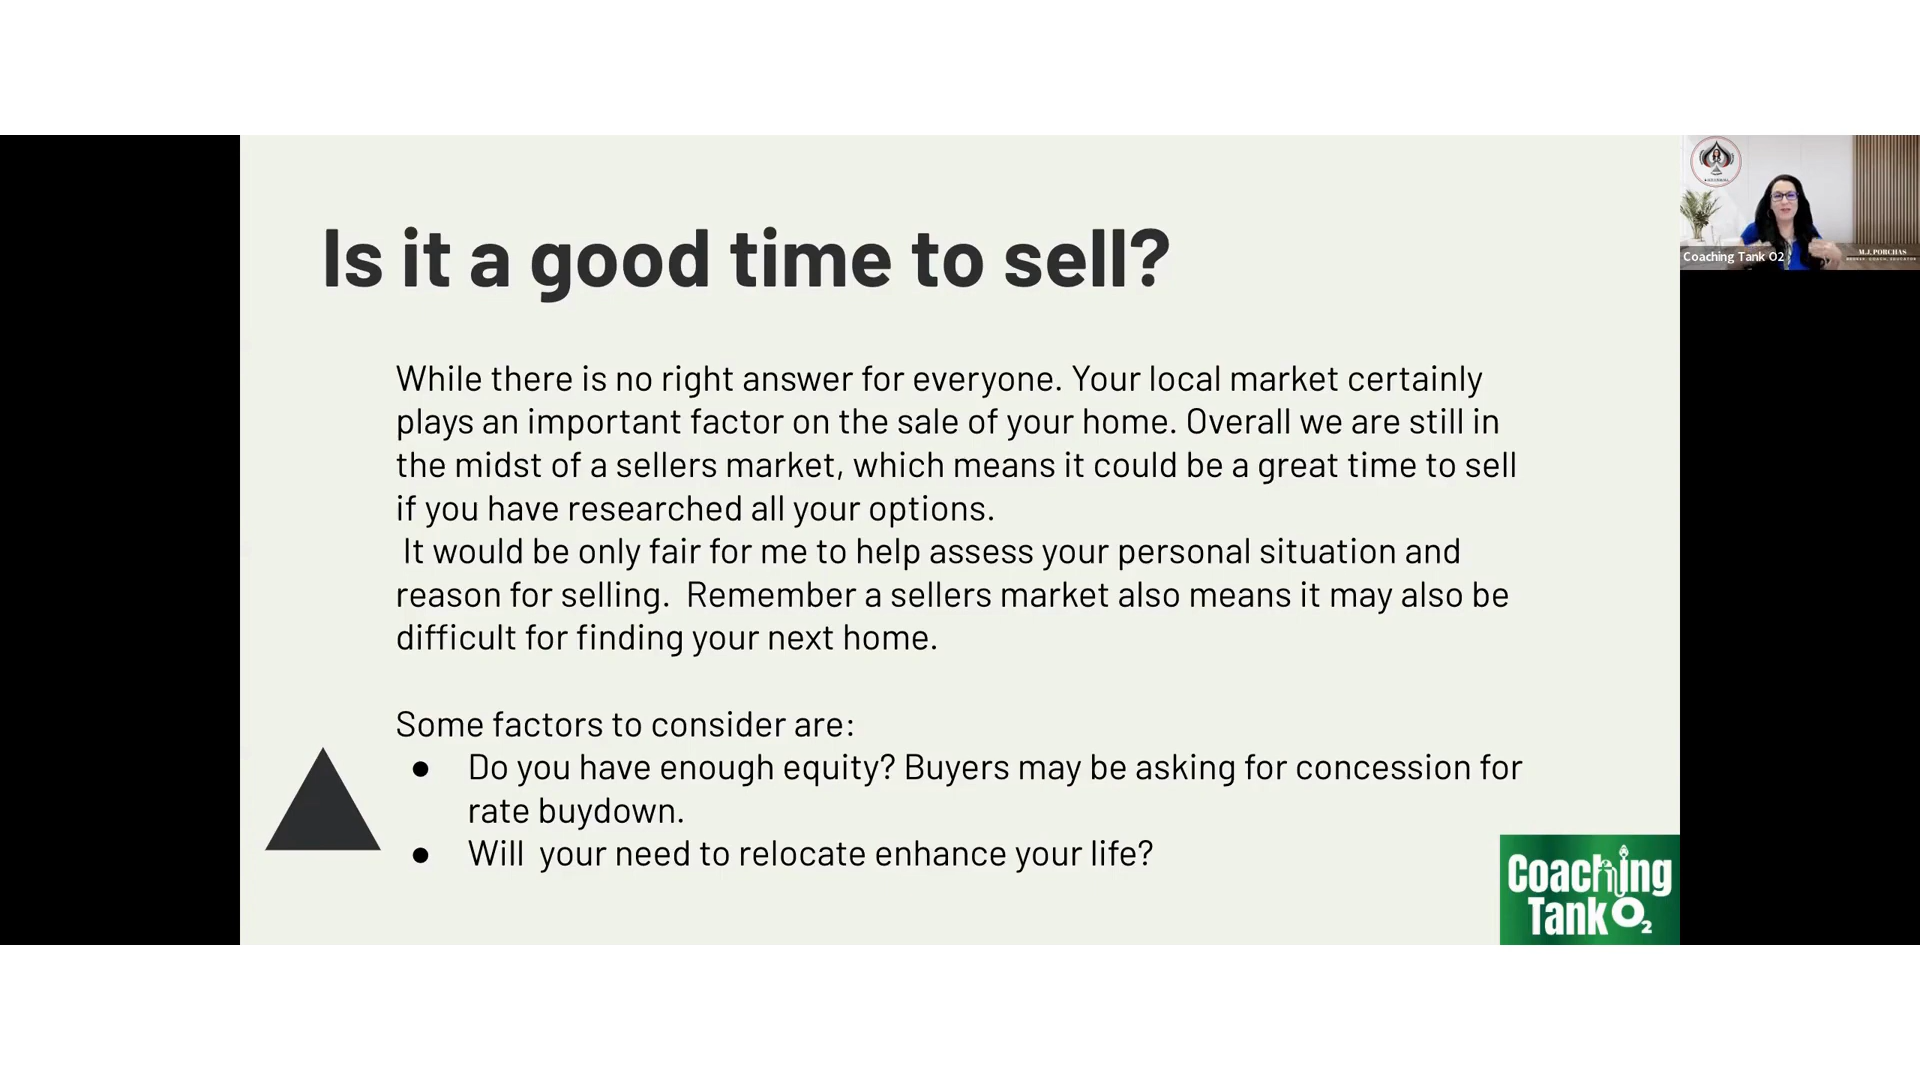 Is it a good time to sell?
While there is no right answer for everyone. Your local market certainly
plays an important factor on the sale of your home. Overall we are still in
the midst of a sellers market, which means it could be a great time to sell
if you have researched all your options.
It would be only fair for me to help assess your personal situation and
reason for selling.  Remember a sellers market also means it may also be
difficult for finding your next home.
Some factors to consider are:
● Do you have enough equity? Buyers may be asking for concession for
rate buydown.
● Will  your need to relocate enhance your life?
Coaching
Tank O2
Coaching Tank O2
M.J. PORCHAS